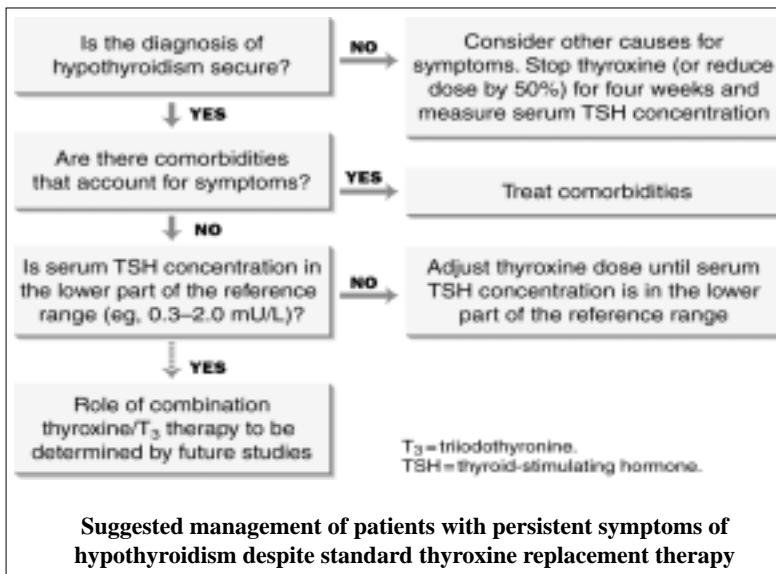 Is the diagnosis of
hypothyroidism secure?
NO
Consider other causes for
symptoms. Stop thyroxine (or reduce
dose by 50%) for four weeks and
measure serum TSH concentration
YES
Are there comorbidities
that account for symptoms?
YES
Treat comorbidities
NO
Is serum TSH concentration in
the lower part of the reference
range (eg, 0.3–2.0 mU/L)?
NO
Adjust thyroxine dose until serum
TSH concentration is in the lower
part of the reference range
YES
Role of combination
thyroxine/T₃ therapy to be
determined by future studies
T₃=triiodothyronine.
TSH=thyroid-stimulating hormone.
Suggested management of patients with persistent symptoms of
hypothyroidism despite standard thyroxine replacement therapy